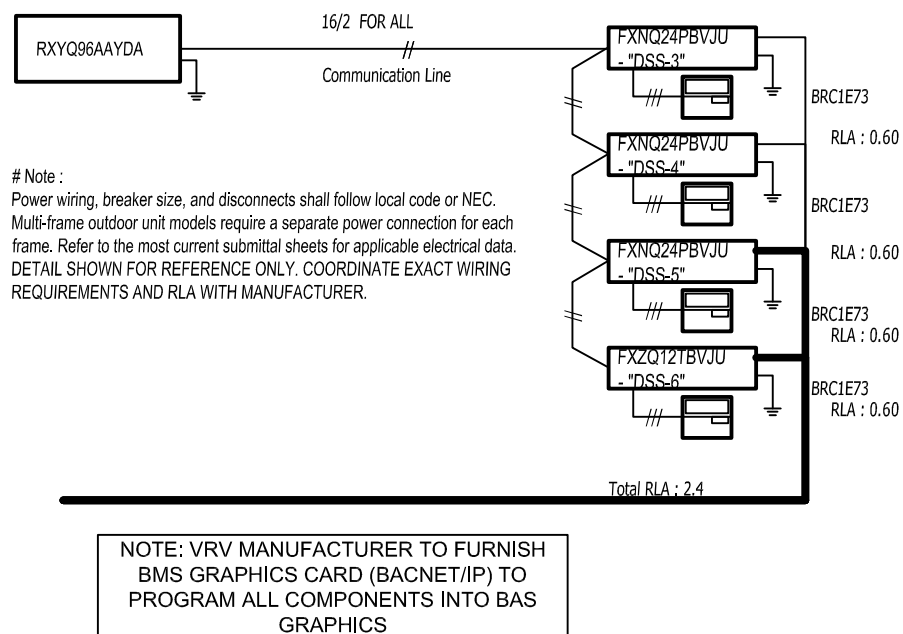 16/2 FOR ALL
RXYQ96AAYDA
Communication Line
FXNQ24PBVJU
- "DSS-3"
BRC1E73
RLA : 0.60
FXNQ24PBVJU
- "DSS-4"
BRC1E73
RLA : 0.60
FXNQ24PBVJU
- "DSS-5"
BRC1E73
RLA : 0.60
FXZQ12TBVJU
- "DSS-6"
BRC1E73
RLA : 0.60
# Note :
Power wiring, breaker size, and disconnects shall follow local code or NEC.
Multi-frame outdoor unit models require a separate power connection for each
frame. Refer to the most current submittal sheets for applicable electrical data.
DETAIL SHOWN FOR REFERENCE ONLY. COORDINATE EXACT WIRING
REQUIREMENTS AND RLA WITH MANUFACTURER.
Total RLA : 2.4
NOTE: VRV MANUFACTURER TO FURNISH
BMS GRAPHICS CARD (BACNET/IP) TO
PROGRAM ALL COMPONENTS INTO BAS
GRAPHICS